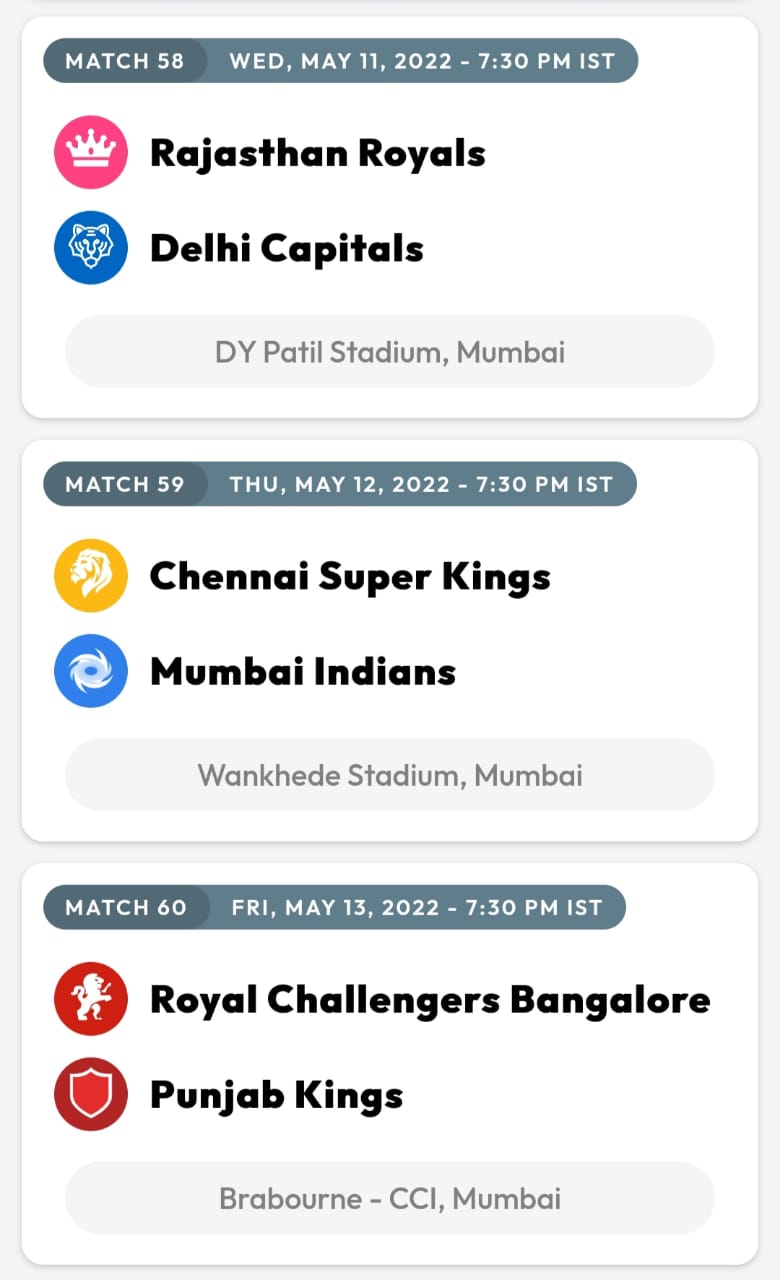 MATCH 58 WED, MAY 11, 2022 - 7:30 PM IST
Rajasthan Royals
Delhi Capitals
DY Patil Stadium, Mumbai
MATCH 59 THU, MAY 12, 2022 - 7:30 PM IST
Chennai Super Kings
Mumbai Indians
Wankhede Stadium, Mumbai
MATCH 60 FRI, MAY 13, 2022 - 7:30 PM IST
Royal Challengers Bangalore
Punjab Kings
Brabourne - CCI, Mumbai